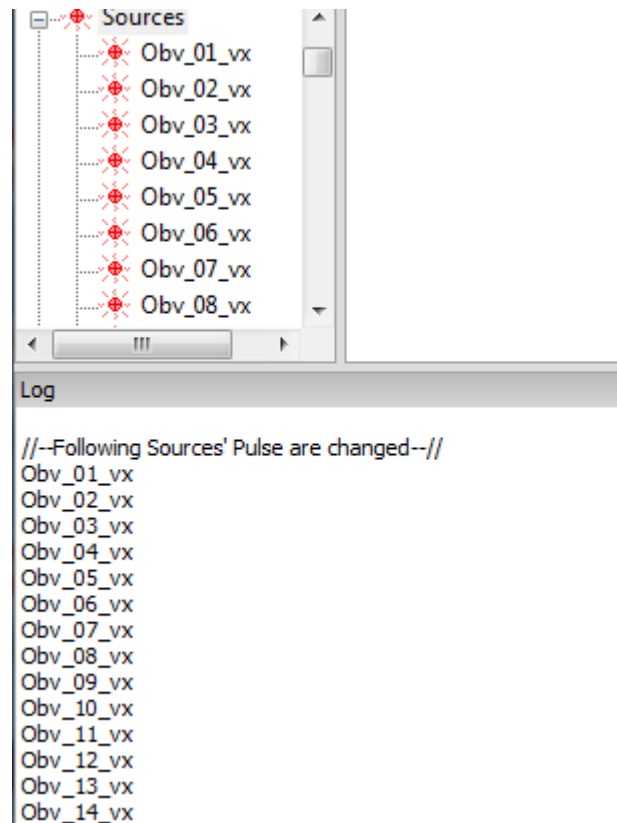 Sources
Obv_01_vx
Obv_02_vx
Obv_03_vx
Obv_04_vx
Obv_05_vx
Obv_06_vx
Obv_07_vx
Obv_08_vx
Log
//--Following Sources' Pulse are changed--//
Obv_01_vx
Obv_02_vx
Obv_03_vx
Obv_04_vx
Obv_05_vx
Obv_06_vx
Obv_07_vx
Obv_08_vx
Obv_09_vx
Obv_10_vx
Obv_11_vx
Obv_12_vx
Obv_13_vx
Obv_14_vx